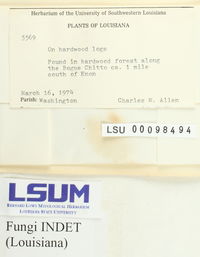 Herbarium of the University of Southwestern Louisiana
PLANTS OF LOUISIANA
3569
On hardwood logs
Found in hardwood forest along
the Bogue Chitto ca. 1 mile
south of Enon
March 16, 1974
Parish: Washington Charles M. Allen
LSU 00098494
LSUM
BERNARD LOWY MYCOLOGICAL HERBARIUM
LOUISIANA STATE UNIVERSITY
Fungi INDET
(Louisiana)